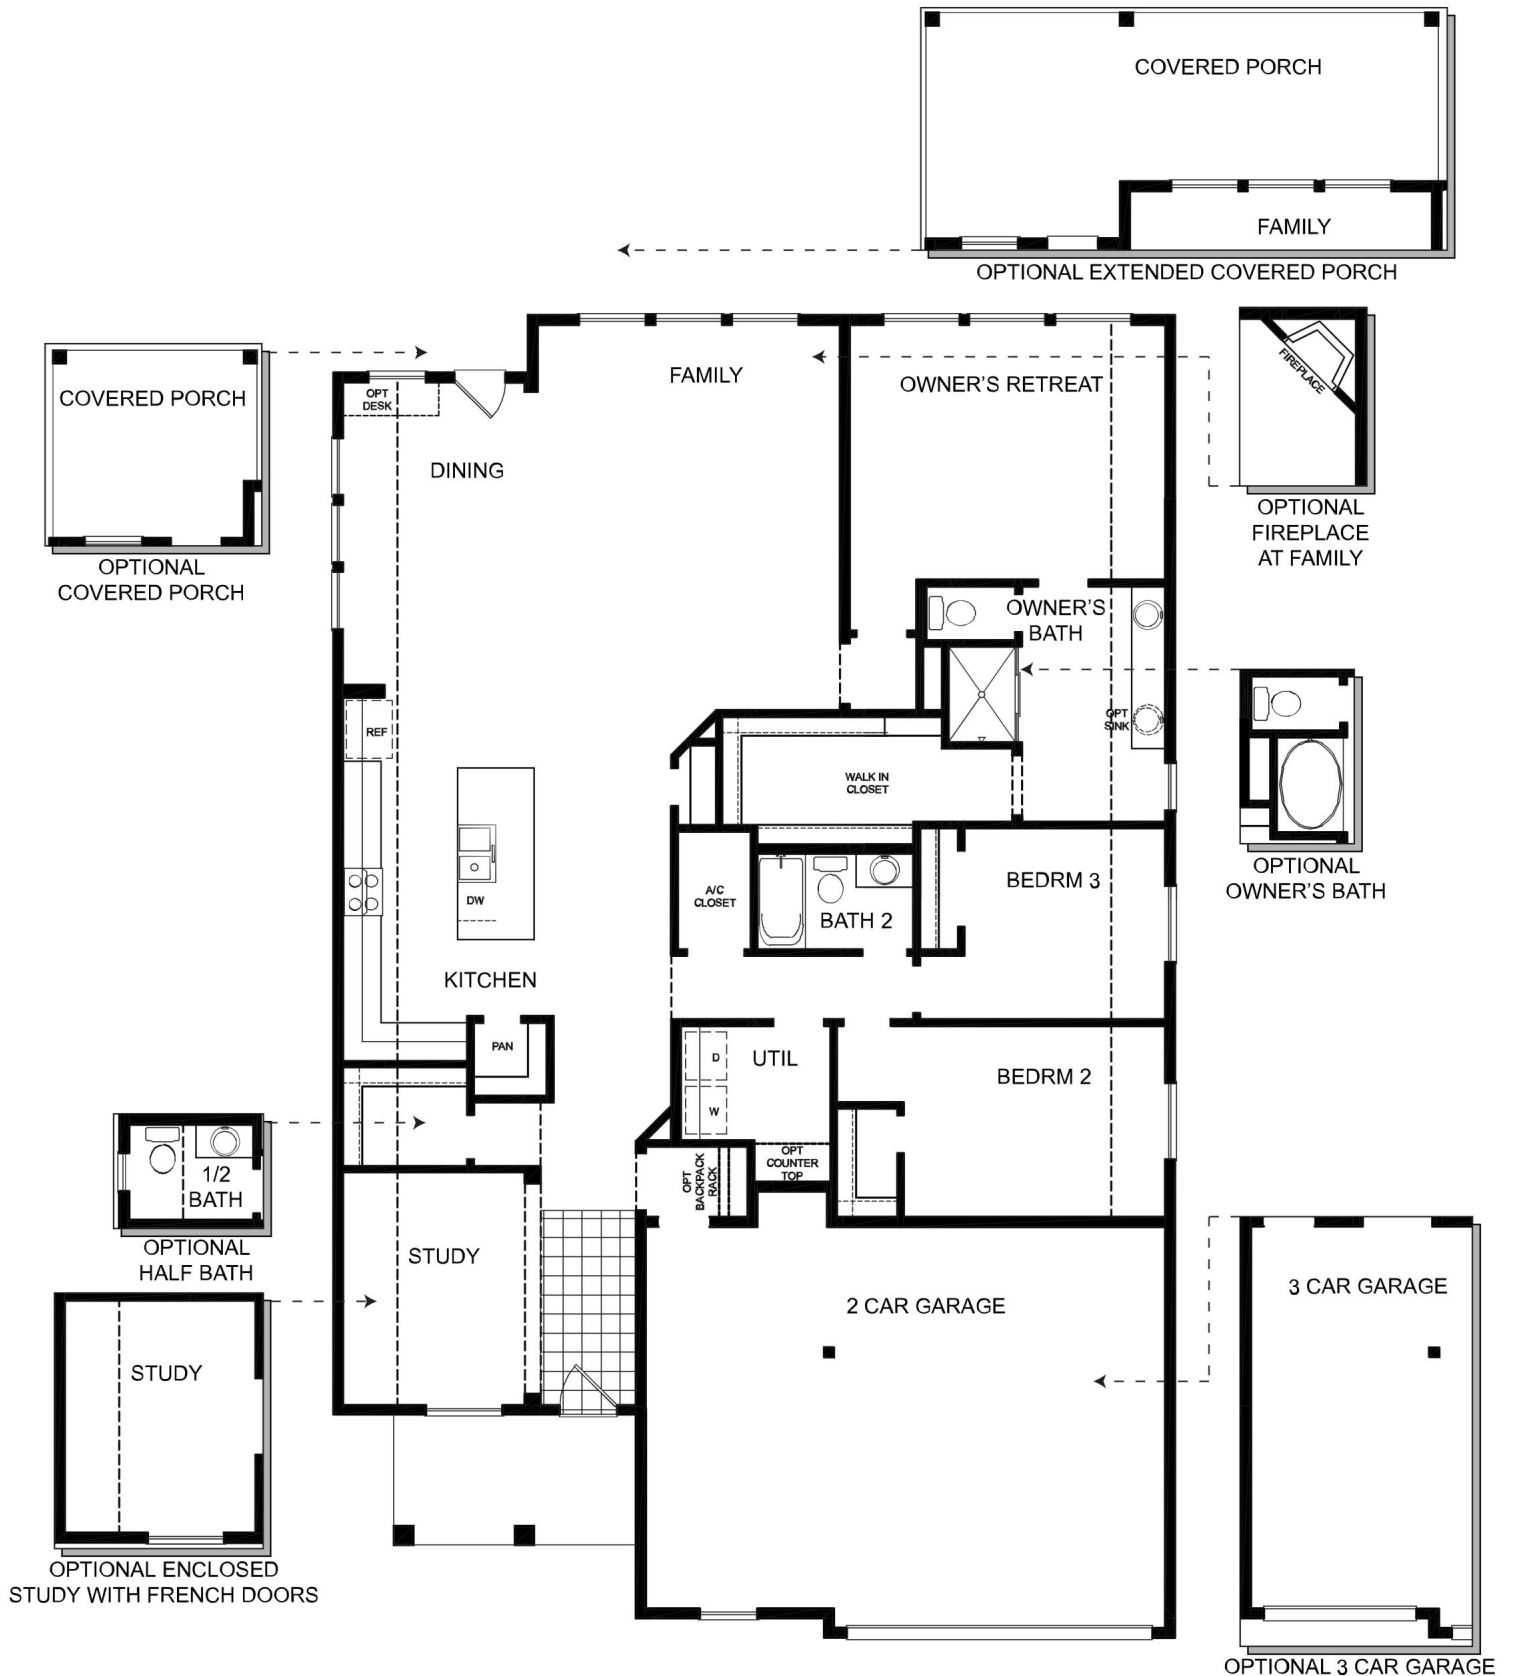 COVERED PORCH
FAMILY
OPTIONAL EXTENDED COVERED PORCH
COVERED PORCH
OPTIONAL
COVERED PORCH
OPT
DESK
FAMILY
OWNER'S RETREAT
FIREPLACE
OPTIONAL
FIREPLACE
AT FAMILY
DINING
OWNER'S
BATH
REF
OPT
SINK
WALK IN
CLOSET
OPTIONAL
OWNER'S BATH
DW
A/C
CLOSET
BATH 2
BEDRM 3
KITCHEN
PAN
D
UTIL
W
BEDRM 2
OPT
COUNTER
TOP
OPT
BACKPACK
RACK
1/2
BATH
OPTIONAL
HALF BATH
STUDY
2 CAR GARAGE
3 CAR GARAGE
STUDY
OPTIONAL ENCLOSED
STUDY WITH FRENCH DOORS
OPTIONAL 3 CAR GARAGE